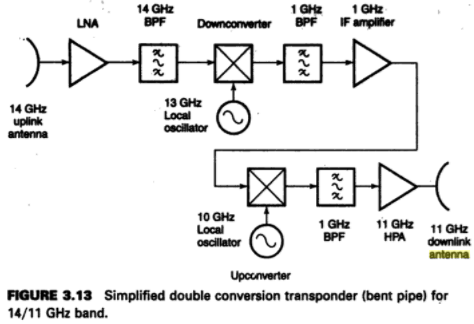 14 GHz
BPF
1 GHz
BPF
1 GHz
IF amplifier
LNA
Downconverter
14 GHz
uplink
antenna
13 GHz
Local
oscillator
10 GHz
Local
oscillator
1 GHz
BPF
11 GHz
HPA
11 GHz
downlink
antenna
Upconverter
FIGURE 3.13 Simplified double conversion transponder (bent pipe) for
14/11 GHz band.